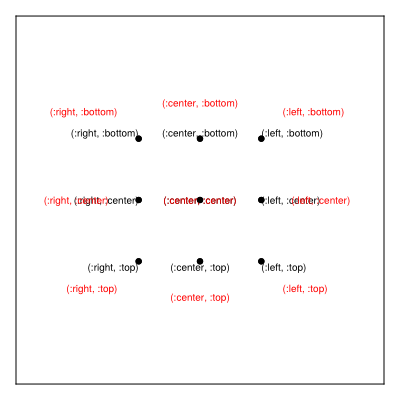 (:center, :bottom)
(:right, :bottom) (:left, :bottom)
(:right, :bottom) (:center, :bottom) (:left, :bottom)
(:right, :center) (:right, :center) (:center, :center) (:center, :center) (:left, :center) (:left, :center)
(:right, :top) (:center, :top) (:left, :top)
(:right, :top) (:left, :top)
(:center, :top)